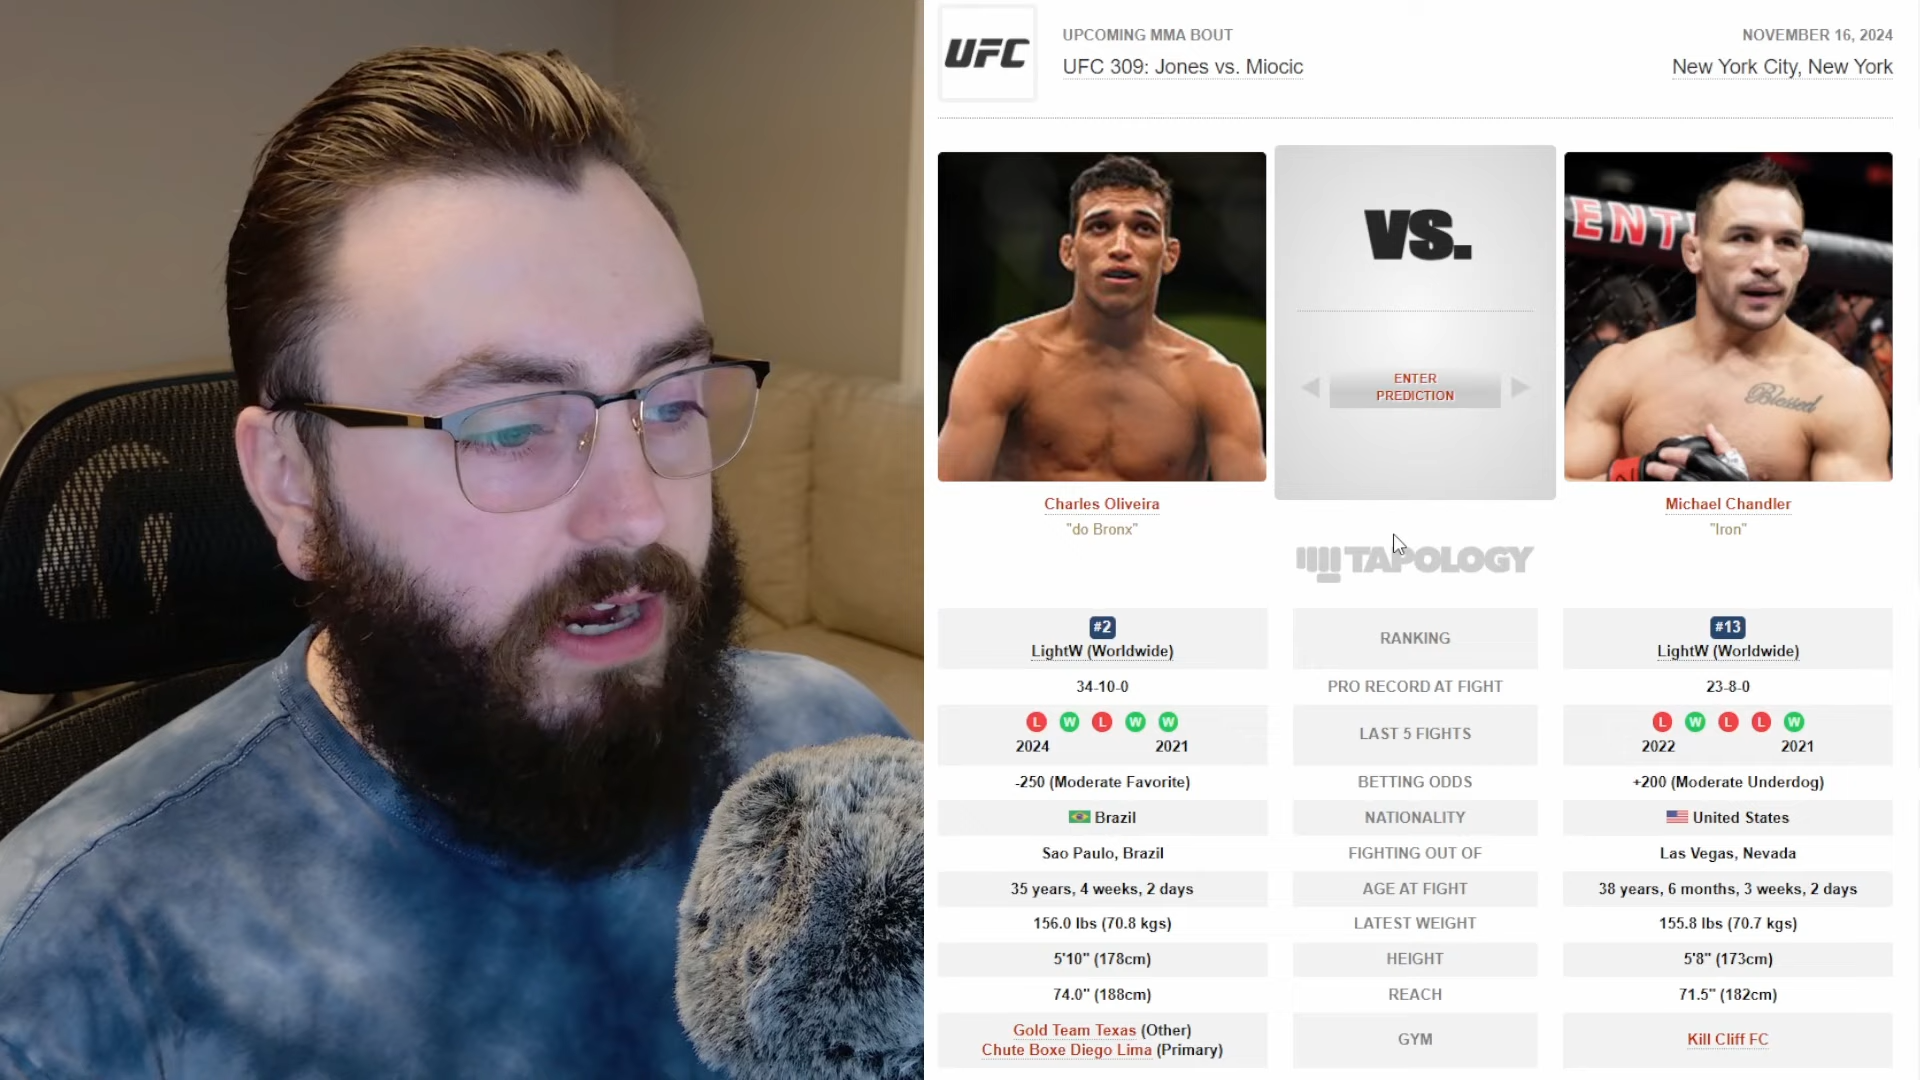 UFC
UPCOMING MMA BOUT
UFC 309: Jones vs. Miocic
NOVEMBER 16, 2024
New York City, New York
VS.
ENTER
PREDICTION
ENT
Blessed
Charles Oliveira
"do Bronx"
Michael Chandler
"Iron"
TAPOLOGY
#2
LightW (Worldwide)
RANKING
#13
LightW (Worldwide)
34-10-0
PRO RECORD AT FIGHT
23-8-0
L W L W W
2024 2021
LAST 5 FIGHTS
L W L L W
2022 2021
-250 (Moderate Favorite)
BETTING ODDS
+200 (Moderate Underdog)
Brazil
NATIONALITY
United States
Sao Paulo, Brazil
FIGHTING OUT OF
Las Vegas, Nevada
35 years, 4 weeks, 2 days
AGE AT FIGHT
38 years, 6 months, 3 weeks, 2 days
156.0 lbs (70.8 kgs)
LATEST WEIGHT
155.8 lbs (70.7 kgs)
5'10" (178cm)
HEIGHT
5'8" (173cm)
74.0" (188cm)
REACH
71.5" (182cm)
Gold Team Texas (Other)
Chute Boxe Diego Lima (Primary)
GYM
Kill Cliff FC